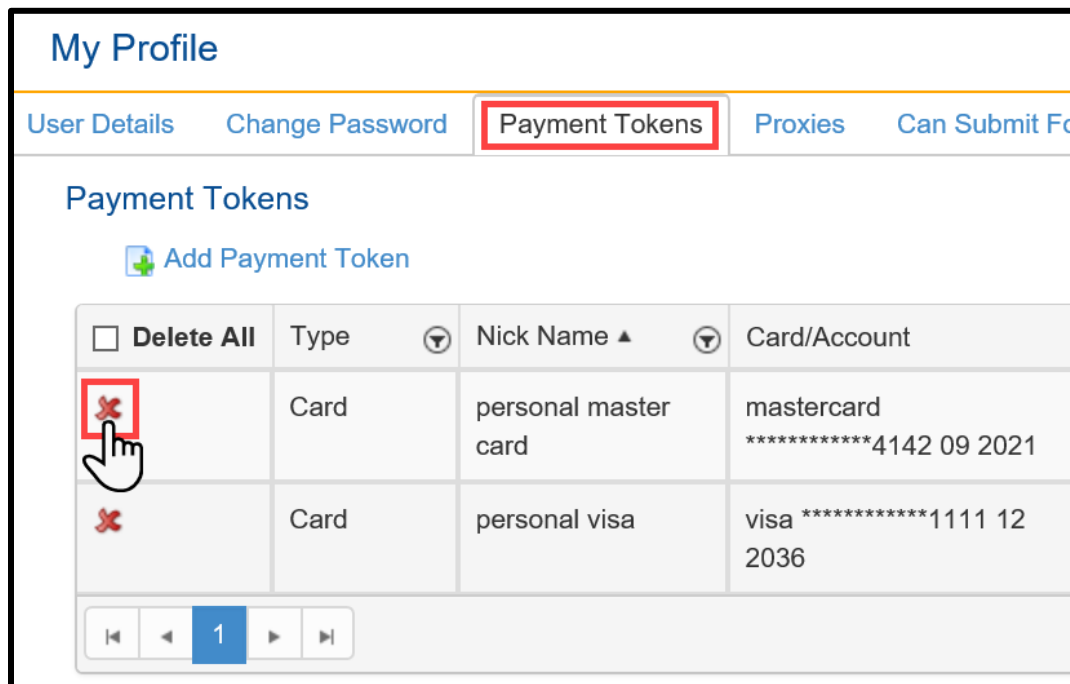 My Profile
User Details Change Password Payment Tokens Proxies Can Submit Fo
Payment Tokens
Add Payment Token
Delete All Type Nick Name ▲ Card/Account
Card personal master mastercard
card ************4142 09 2021
Card personal visa visa ************1111 12
2036
1